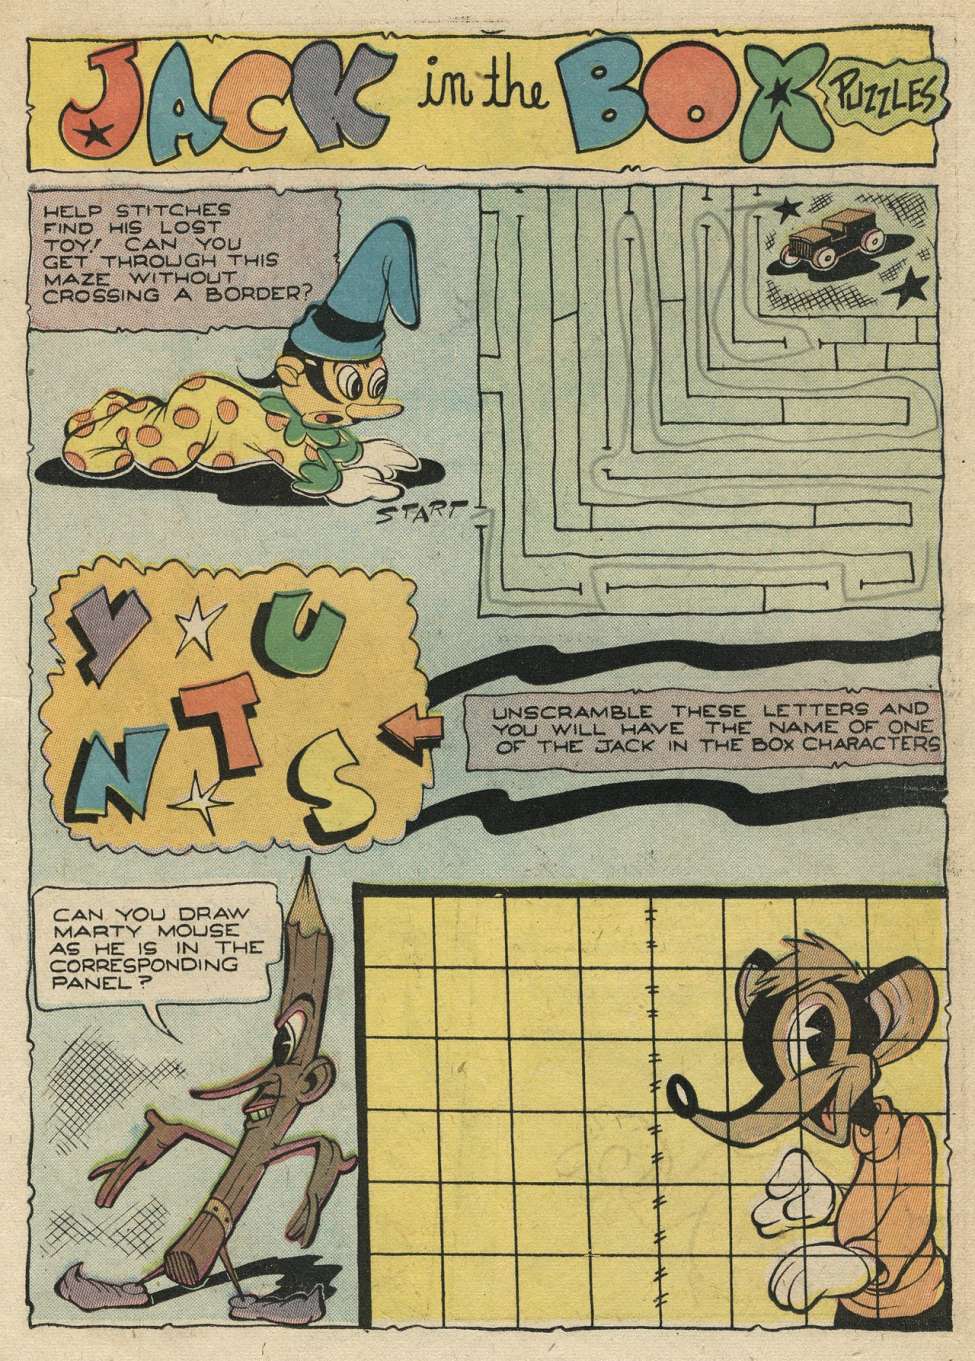 JACK in the BOX PUZZLES
HELP STITCHES
FIND HIS LOST
TOY! CAN YOU
GET THROUGH THIS
MAZE WITHOUT
CROSSING A BORDER?
START
Y U
T
N S
UNSCRAMBLE THESE LETTERS AND
YOU WILL HAVE THE NAME OF ONE
OF THE JACK IN THE BOX CHARACTERS
CAN YOU DRAW
MARTY MOUSE
AS HE IS IN THE
CORRESPONDING
PANEL?